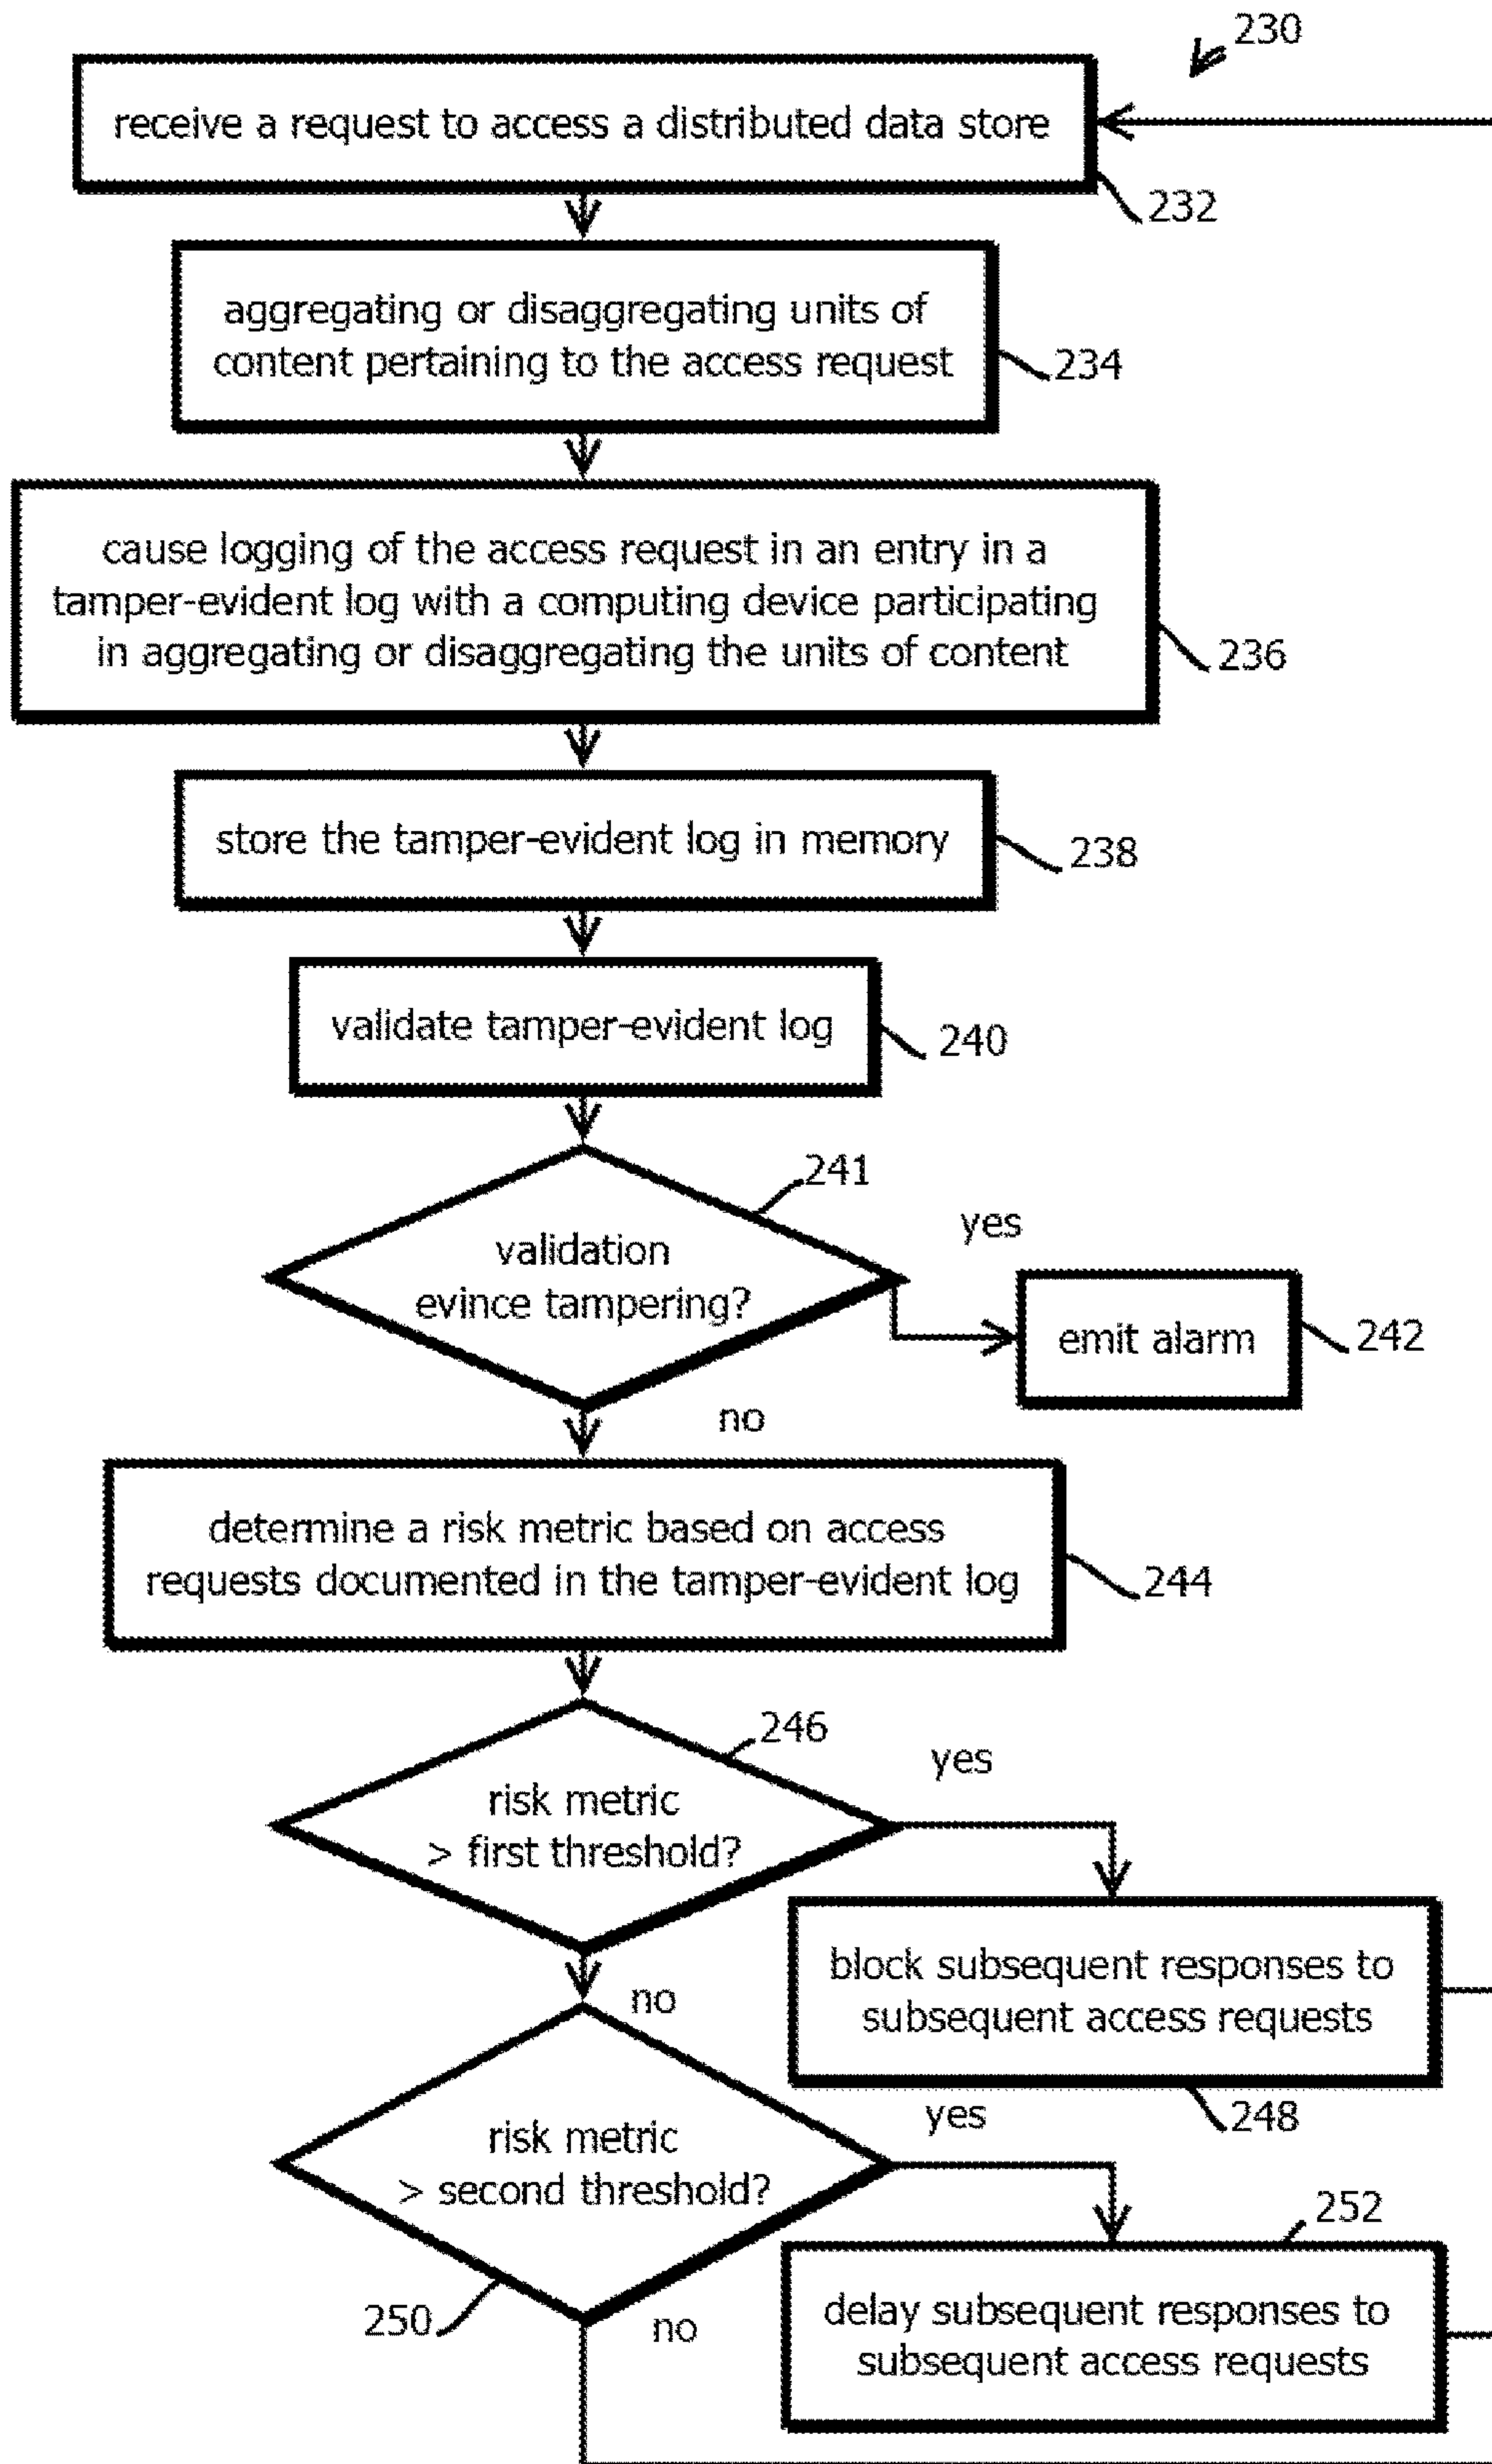 230
receive a request to access a distributed data store
232
aggregating or disaggregating units of
content pertaining to the access request
234
cause logging of the access request in an entry in a
tamper-evident log with a computing device participating
in aggregating or disaggregating the units of content
236
store the tamper-evident log in memory
238
validate tamper-evident log
240
241
validation
evince tampering?
yes
emit alarm
242
no
determine a risk metric based on access
requests documented in the tamper-evident log
244
246
risk metric
> first threshold?
yes
block subsequent responses to
subsequent access requests
248
no
risk metric
> second threshold?
yes
250
252
delay subsequent responses to
subsequent access requests
no